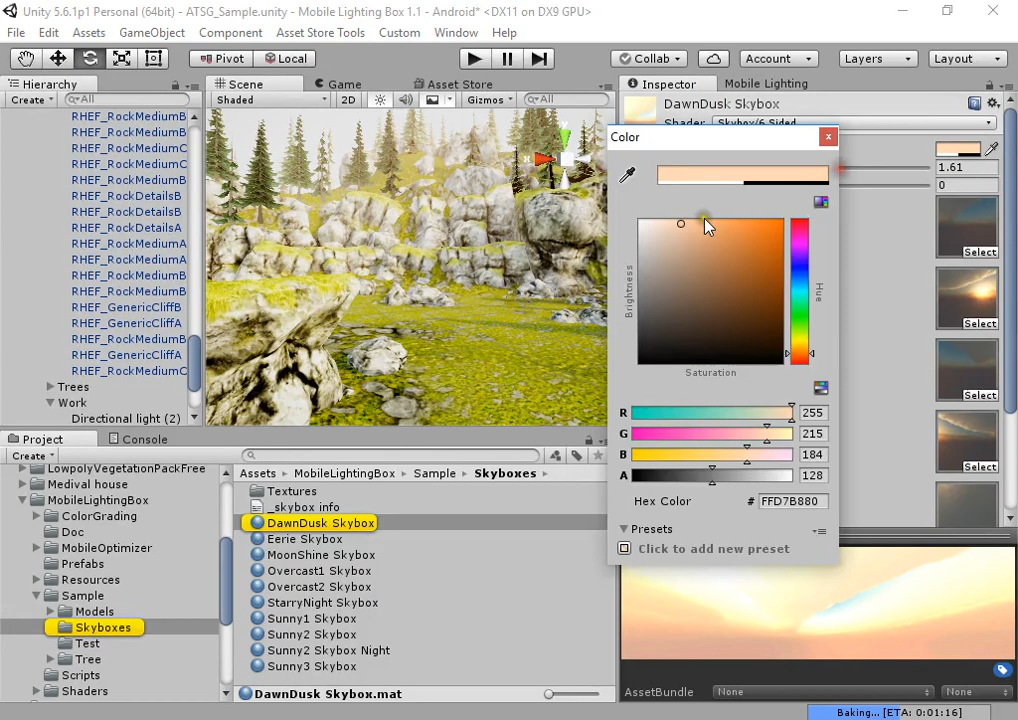 Unity 5.6.1p1 Personal (64bit) - ATSG_Sample.unity - Mobile Lighting Box 1.1 - Android* <DX11 on DX9 GPU>
File Edit Assets GameObject Component Asset Store Tools Custom Window Help
Pivot Local Collab Account Layers Layout
Hierarchy Scene Game Asset Store Inspector Mobile Lighting
Create All Shaded 2D Gizmos All DawnDusk Skybox
Shader Skybox/6 Sided
RHEF_RockMediumB
RHEF_RockMediumB
RHEF_RockMediumC
RHEF_RockMediumC
RHEF_RockMediumB
RHEF_RockDetailsB
RHEF_RockDetailsA
RHEF_RockDetailsA
RHEF_RockMediumA
RHEF_RockMediumA
RHEF_RockMediumB
RHEF_RockMediumB
RHEF_GenericCliffB
RHEF_GenericCliffA
RHEF_RockMediumB
RHEF_GenericCliffA
RHEF_RockMediumC
Trees
Work
Directional light (2)
x
y
Color
1.61
0
Select
Select
Select
Select
Brightness
Hue
Saturation
R 255
G 215
B 184
A 128
Hex Color # FFD7B880
Presets
Click to add new preset
Project Console
Create
LowpolyVegetationPackFree
Medival house
MobileLightingBox
ColorGrading
Doc
MobileOptimizer
Prefabs
Resources
Sample
Models
Skyboxes
Test
Tree
Scripts
Shaders
Assets MobileLightingBox Sample Skyboxes
Textures
_skybox info
DawnDusk Skybox
Eerie Skybox
MoonShine Skybox
Overcast1 Skybox
Overcast2 Skybox
StarryNight Skybox
Sunny1 Skybox
Sunny2 Skybox
Sunny2 Skybox Night
Sunny3 Skybox
DawnDusk Skybox.mat
AssetBundle None None
Baking... [ETA: 0:01:16]